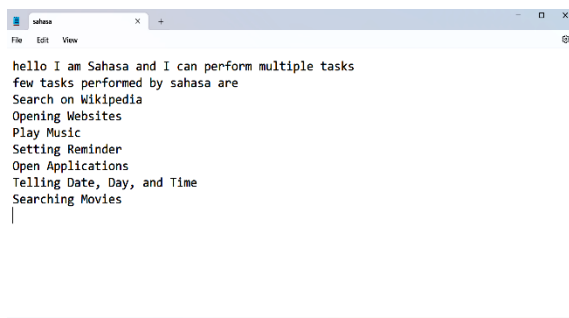 sahasa
File Edit View
hello I am Sahasa and I can perform multiple tasks
few tasks performed by sahasa are
Search on Wikipedia
Opening Websites
Play Music
Setting Reminder
Open Applications
Telling Date, Day, and Time
Searching Movies